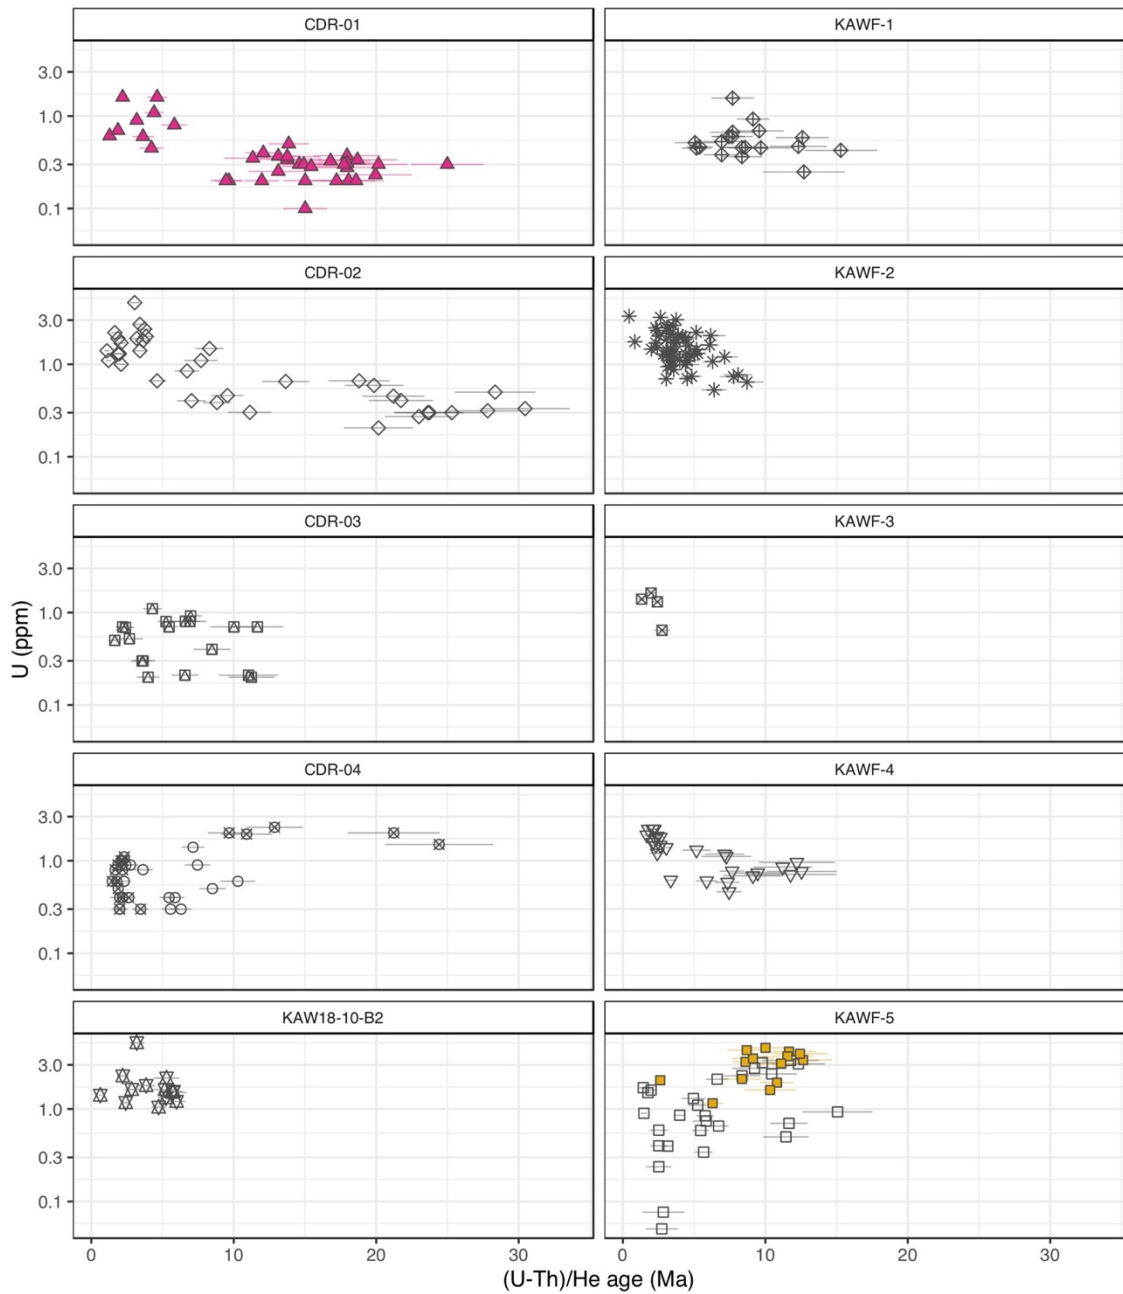 CDR-01
KAWF-1
3.0
1.0
0.3
0.1
CDR-02
KAWF-2
3.0
1.0
0.3
0.1
CDR-03
KAWF-3
3.0
1.0
0.3
0.1
U (ppm)
CDR-04
KAWF-4
3.0
1.0
0.3
0.1
KAW18-10-B2
KAWF-5
3.0
1.0
0.3
0.1
0 10 20 30 0 10 20 30
(U-Th)/He age (Ma)